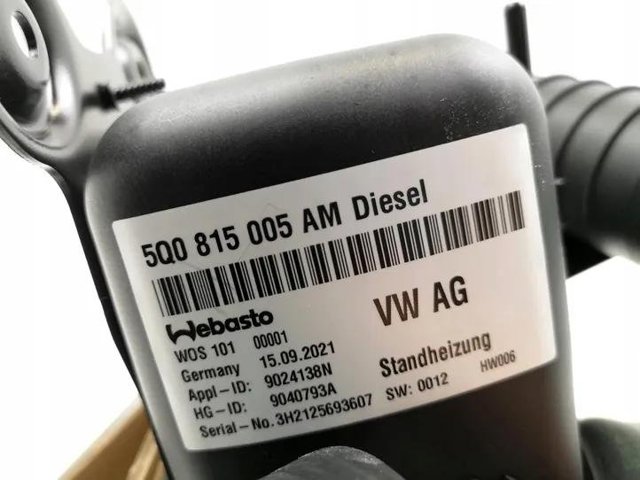 5Q0 815 005 AM Diesel
Webasto
VW AG
WOS 101 00001
Germany 15.09.2021
Appl-ID: 9024138N
HG-ID: 9040793A
Serial-No.3H2125693607
Standheizung
SW: 0012 HW006